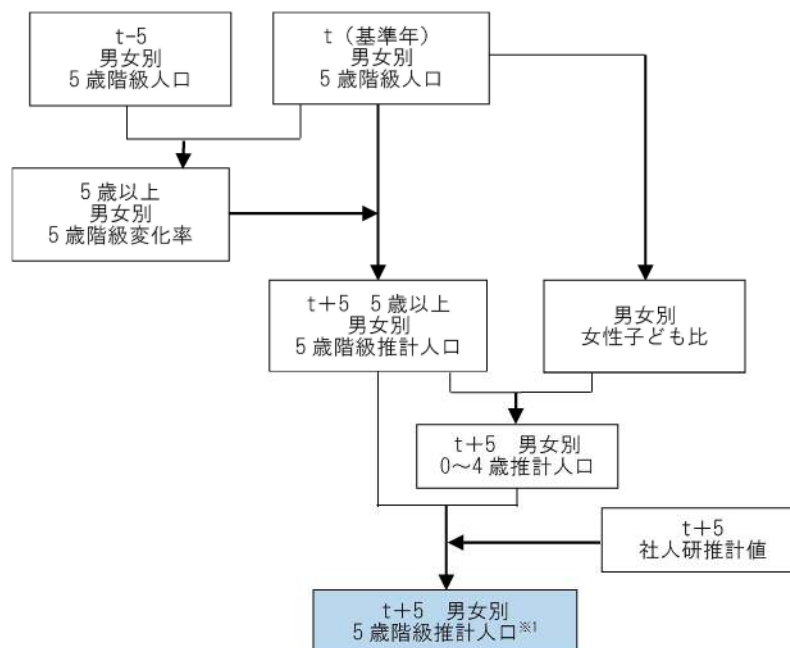 t−5
男女別
5歳階級人口
t（基準年）
男女別
5歳階級人口
5歳以上
男女別
5歳階級変化率
t＋5　5歳以上
男女別
5歳階級推計人口
男女別
女性子ども比
t＋5　男女別
0～4歳推計人口
t＋5
社人研推計値
t＋5　男女別
5歳階級推計人口※1